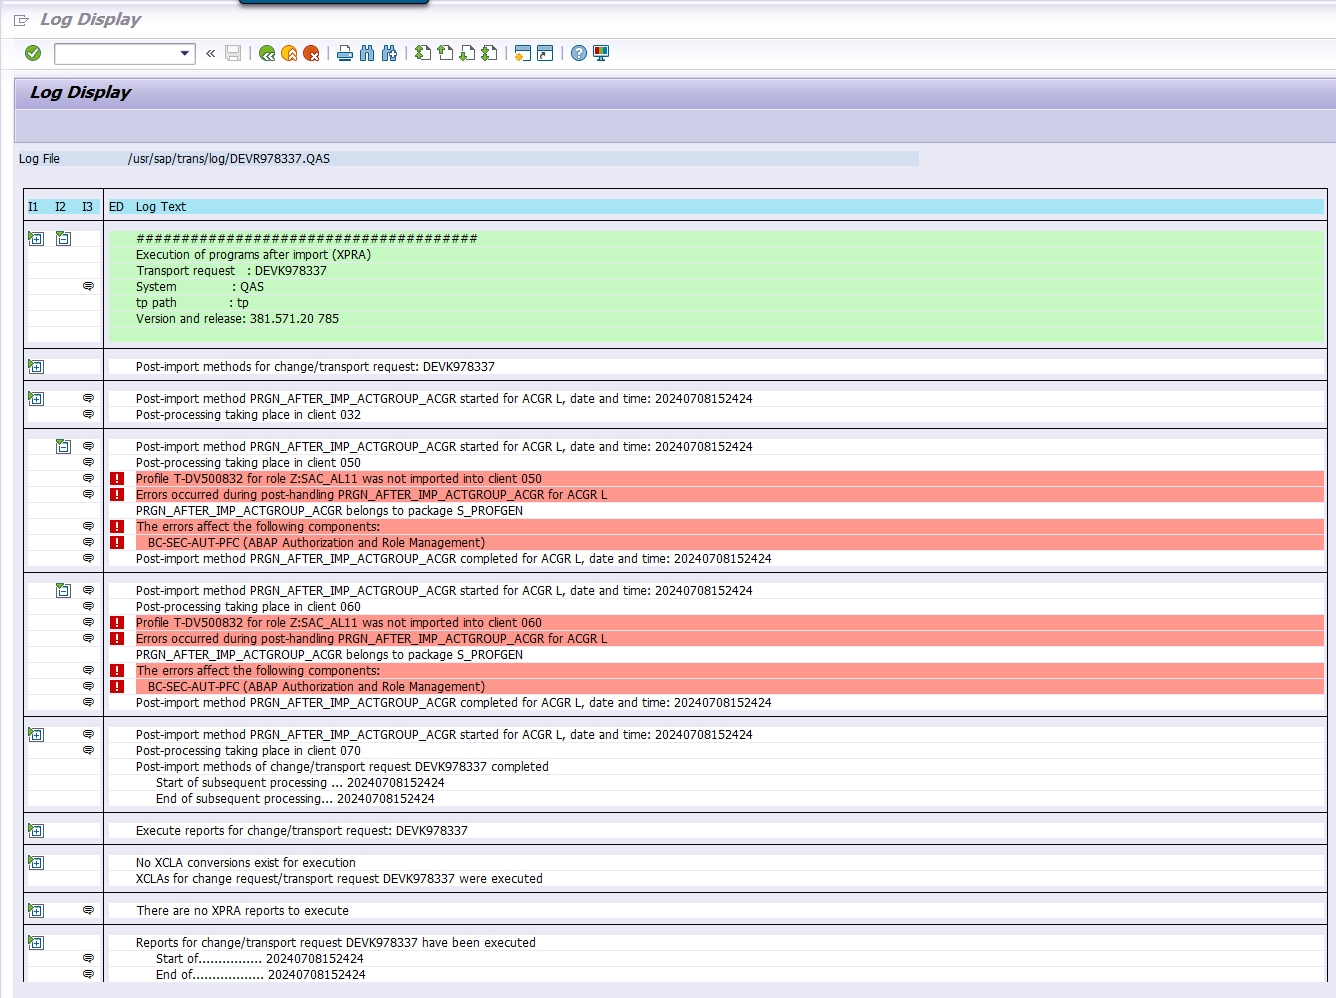 Log Display
Log Display
Log File /usr/sap/trans/log/DEVR978337.QAS
I1 I2 I3 ED Log Text
######################################
Execution of programs after import (XPRA)
Transport request : DEVK978337
System : QAS
tp path : tp
Version and release: 381.571.20 785
Post-import methods for change/transport request: DEVK978337
Post-import method PRGN_AFTER_IMP_ACTGROUP_ACGR started for ACGR L, date and time: 20240708152424
Post-processing taking place in client 032
Post-import method PRGN_AFTER_IMP_ACTGROUP_ACGR started for ACGR L, date and time: 20240708152424
Post-processing taking place in client 050
Profile T-DV500832 for role Z:SAC_AL11 was not imported into client 050
Errors occurred during post-handling PRGN_AFTER_IMP_ACTGROUP_ACGR for ACGR L
PRGN_AFTER_IMP_ACTGROUP_ACGR belongs to package S_PROFGEN
The errors affect the following components:
BC-SEC-AUT-PFC (ABAP Authorization and Role Management)
Post-import method PRGN_AFTER_IMP_ACTGROUP_ACGR completed for ACGR L, date and time: 20240708152424
Post-import method PRGN_AFTER_IMP_ACTGROUP_ACGR started for ACGR L, date and time: 20240708152424
Post-processing taking place in client 060
Profile T-DV500832 for role Z:SAC_AL11 was not imported into client 060
Errors occurred during post-handling PRGN_AFTER_IMP_ACTGROUP_ACGR for ACGR L
PRGN_AFTER_IMP_ACTGROUP_ACGR belongs to package S_PROFGEN
The errors affect the following components:
BC-SEC-AUT-PFC (ABAP Authorization and Role Management)
Post-import method PRGN_AFTER_IMP_ACTGROUP_ACGR completed for ACGR L, date and time: 20240708152424
Post-import method PRGN_AFTER_IMP_ACTGROUP_ACGR started for ACGR L, date and time: 20240708152424
Post-processing taking place in client 070
Post-import methods of change/transport request DEVK978337 completed
Start of subsequent processing ... 20240708152424
End of subsequent processing... 20240708152424
Execute reports for change/transport request: DEVK978337
No XCLA conversions exist for execution
XCLAs for change request/transport request DEVK978337 were executed
There are no XPRA reports to execute
Reports for change/transport request DEVK978337 have been executed
Start of................ 20240708152424
End of.................. 20240708152424